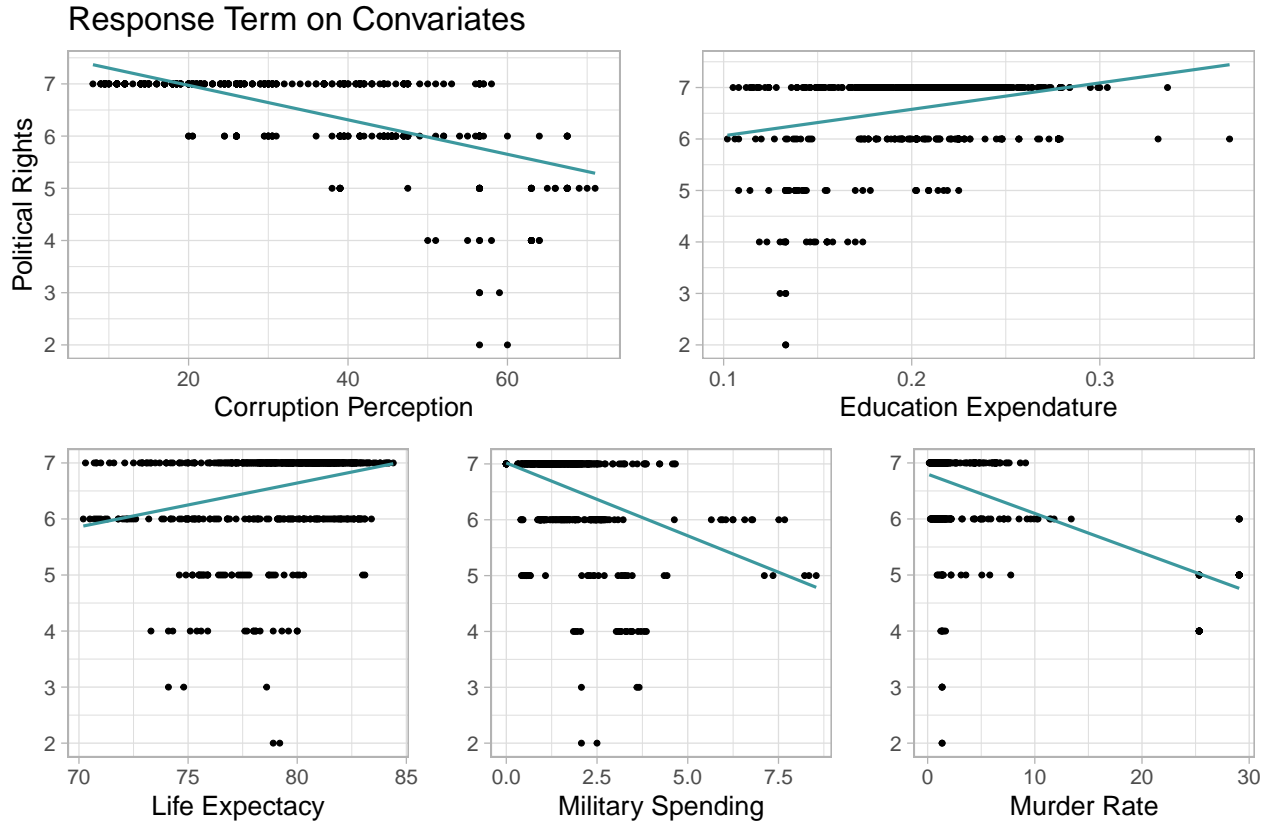 Response Term on Convariates
Political Rights
7
6
5
4
3
2
20 40 60
Corruption Perception
7
6
5
4
3
2
0.1 0.2 0.3
Education Expendature
7
6
5
4
3
2
70 75 80 85
Life Expectacy
7
6
5
4
3
2
0.0 2.5 5.0 7.5
Military Spending
7
6
5
4
3
2
0 10 20 30
Murder Rate